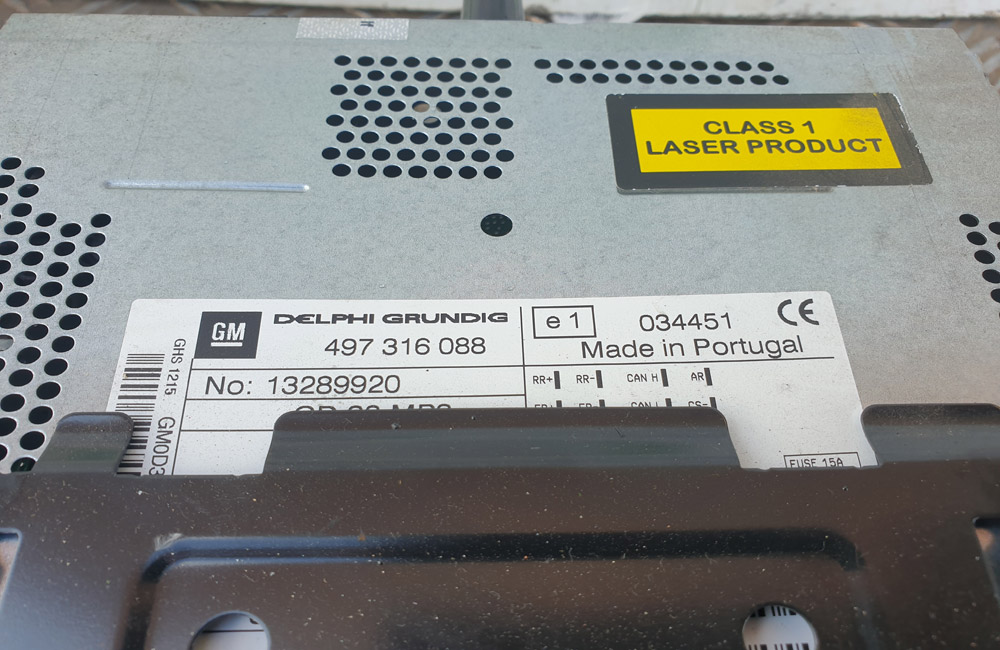 CLASS 1
LASER PRODUCT
GM
DELPHI GRUNDIG
497 316 088
e 1
034451
CE
Made in Portugal
No: 13289920
RR+ RR- CAN H AR
FUSE 15A
GHS 1215